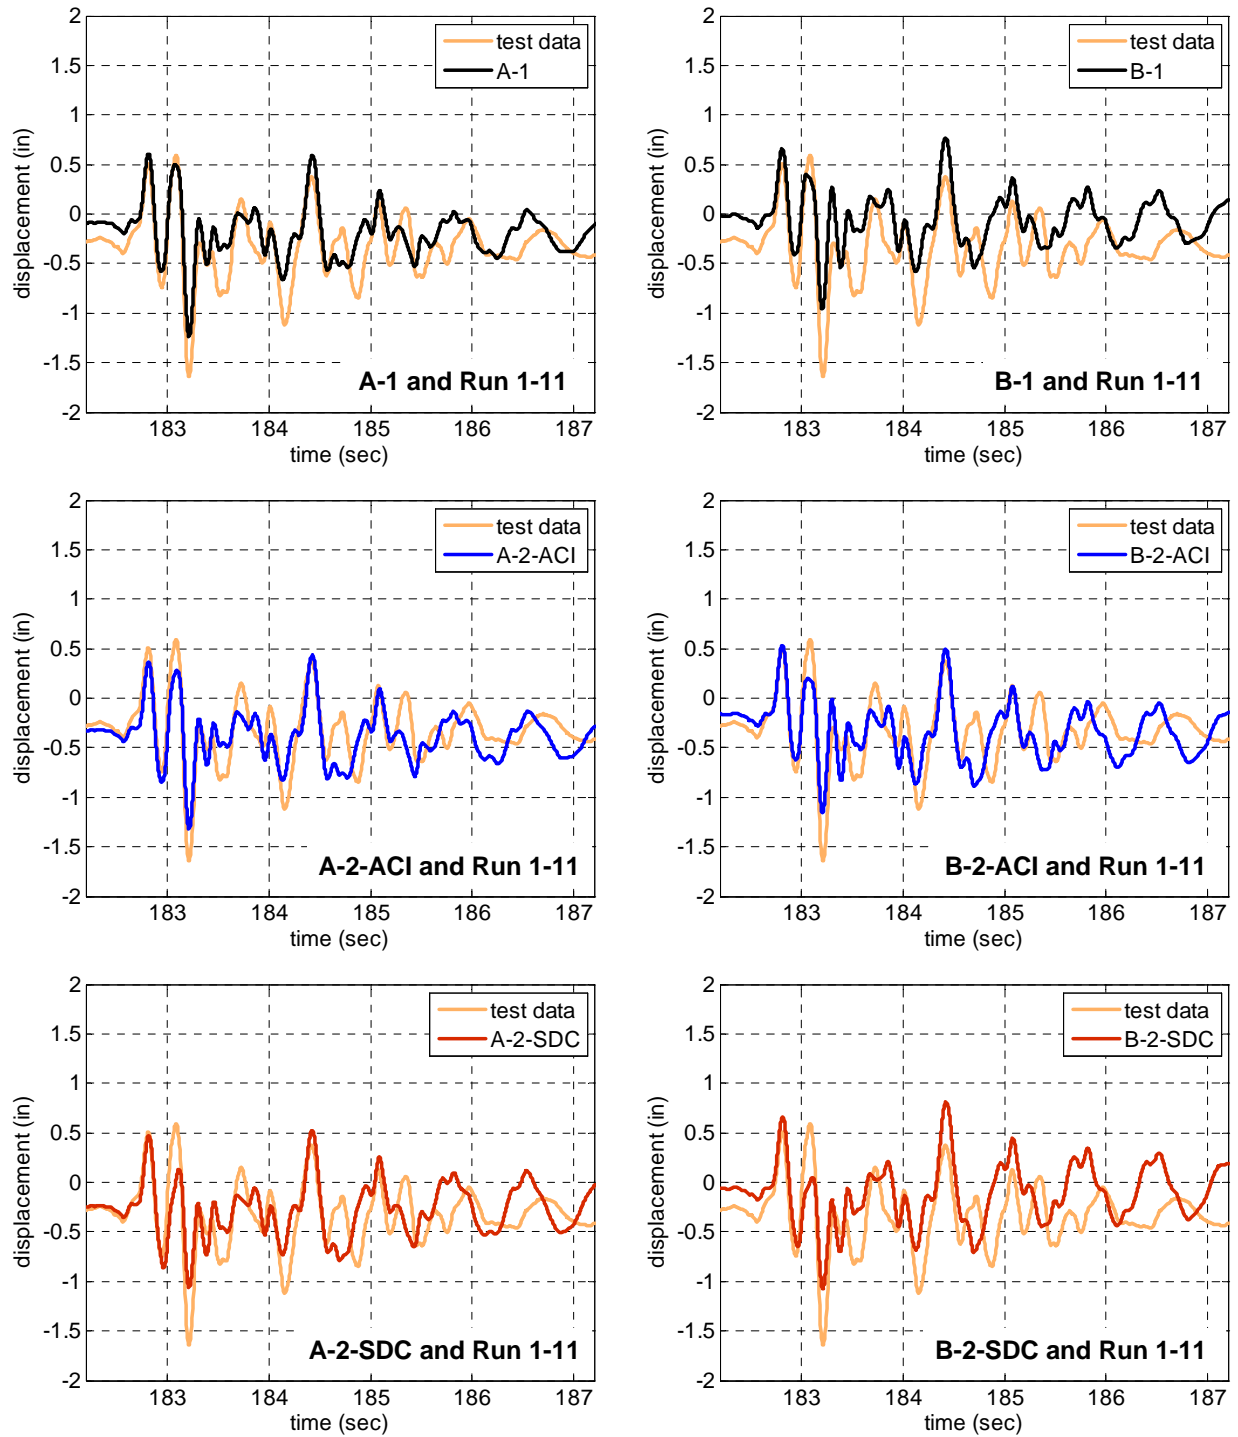 2
1.5
1
0.5
0
-0.5
-1
-1.5
-2
displacement (in)
test data
A-1
A-1 and Run 1-11
183 184 185 186 187
time (sec)
2
1.5
1
0.5
0
-0.5
-1
-1.5
-2
displacement (in)
test data
B-1
B-1 and Run 1-11
183 184 185 186 187
time (sec)
2
1.5
1
0.5
0
-0.5
-1
-1.5
-2
displacement (in)
test data
A-2-ACI
A-2-ACI and Run 1-11
183 184 185 186 187
time (sec)
2
1.5
1
0.5
0
-0.5
-1
-1.5
-2
displacement (in)
test data
B-2-ACI
B-2-ACI and Run 1-11
183 184 185 186 187
time (sec)
2
1.5
1
0.5
0
-0.5
-1
-1.5
-2
displacement (in)
test data
A-2-SDC
A-2-SDC and Run 1-11
183 184 185 186 187
time (sec)
2
1.5
1
0.5
0
-0.5
-1
-1.5
-2
displacement (in)
test data
B-2-SDC
B-2-SDC and Run 1-11
183 184 185 186 187
time (sec)